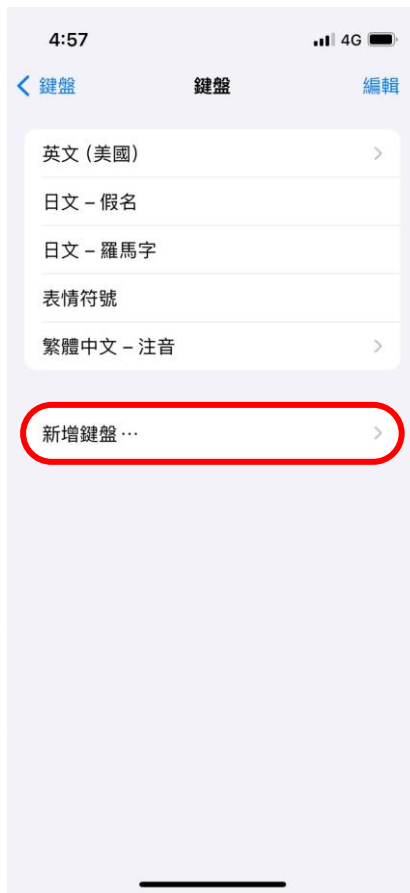 4:57 4G
鍵盤 鍵盤 編輯
英文 (美國)
日文 – 假名
日文 – 羅馬字
表情符號
繁體中文 – 注音
新增鍵盤⋯